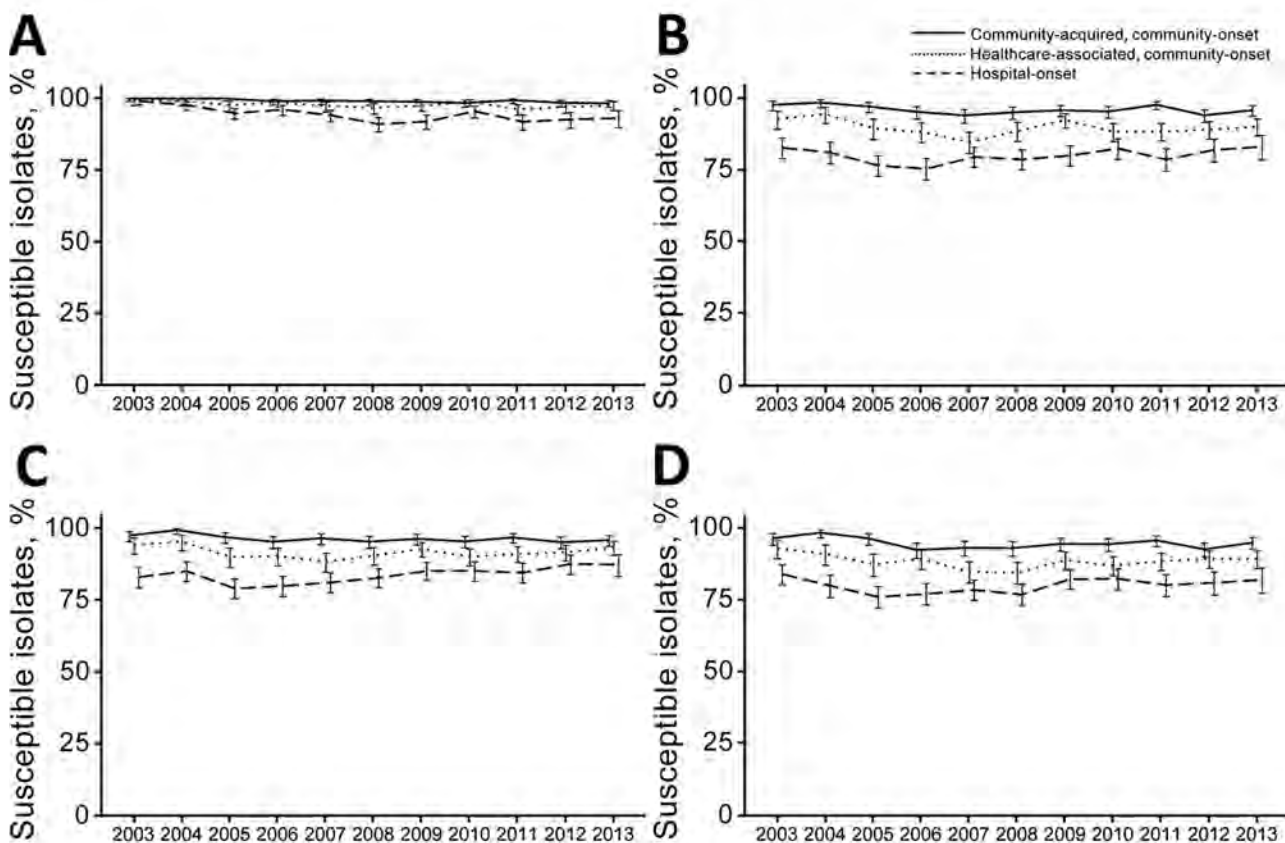 A
Susceptible isolates, %
100
75
50
25
0
2003 2004 2005 2006 2007 2008 2009 2010 2011 2012 2013
B
Community-acquired, community-onset
Healthcare-associated, community-onset
Hospital-onset
Susceptible isolates, %
100
75
50
25
0
2003 2004 2005 2006 2007 2008 2009 2010 2011 2012 2013
C
Susceptible isolates, %
100
75
50
25
0
2003 2004 2005 2006 2007 2008 2009 2010 2011 2012 2013
D
Susceptible isolates, %
100
75
50
25
0
2003 2004 2005 2006 2007 2008 2009 2010 2011 2012 2013